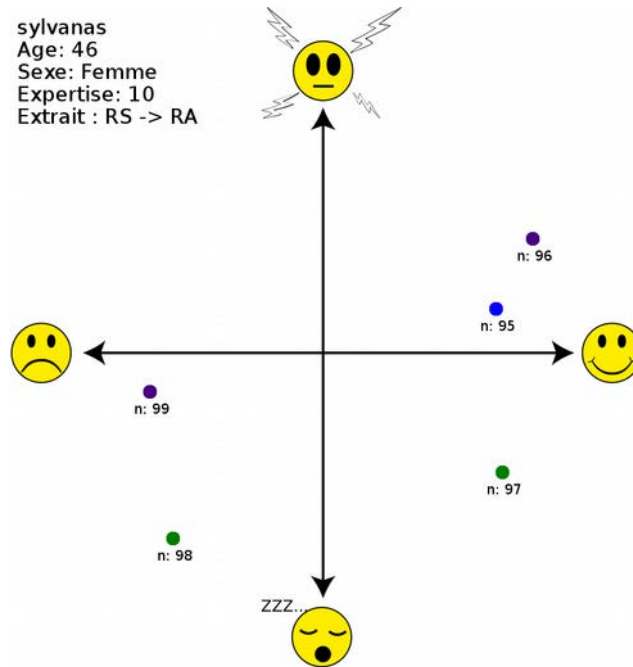 sylvanas
Age: 46
Sexe: Femme
Expertise: 10
Extrait : RS -> RA
n: 96
n: 95
n: 99
n: 97
n: 98
ZZZ...